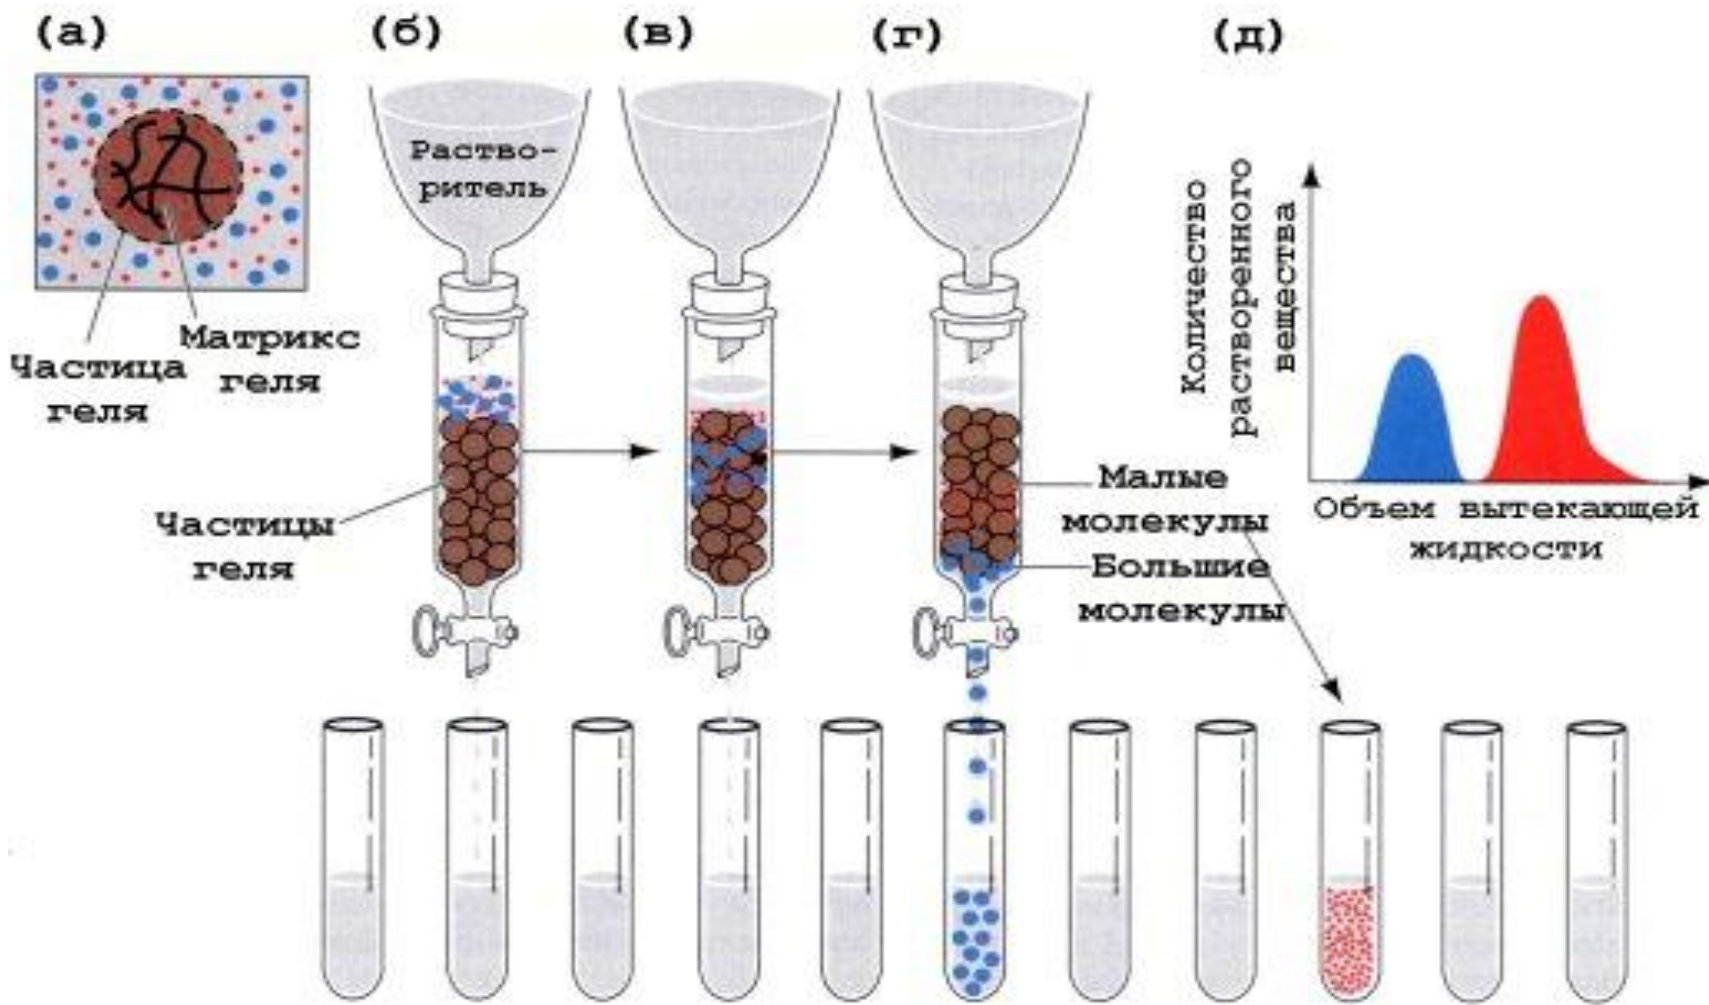 (а)
(б)
(в)
(г)
(д)
Раство-
ритель
Частица
геля
Матрикс
геля
Частицы
геля
Малые
молекулы
Большие
молекулы
Количество
растворенного
вещества
Объем вытекающей
жидкости